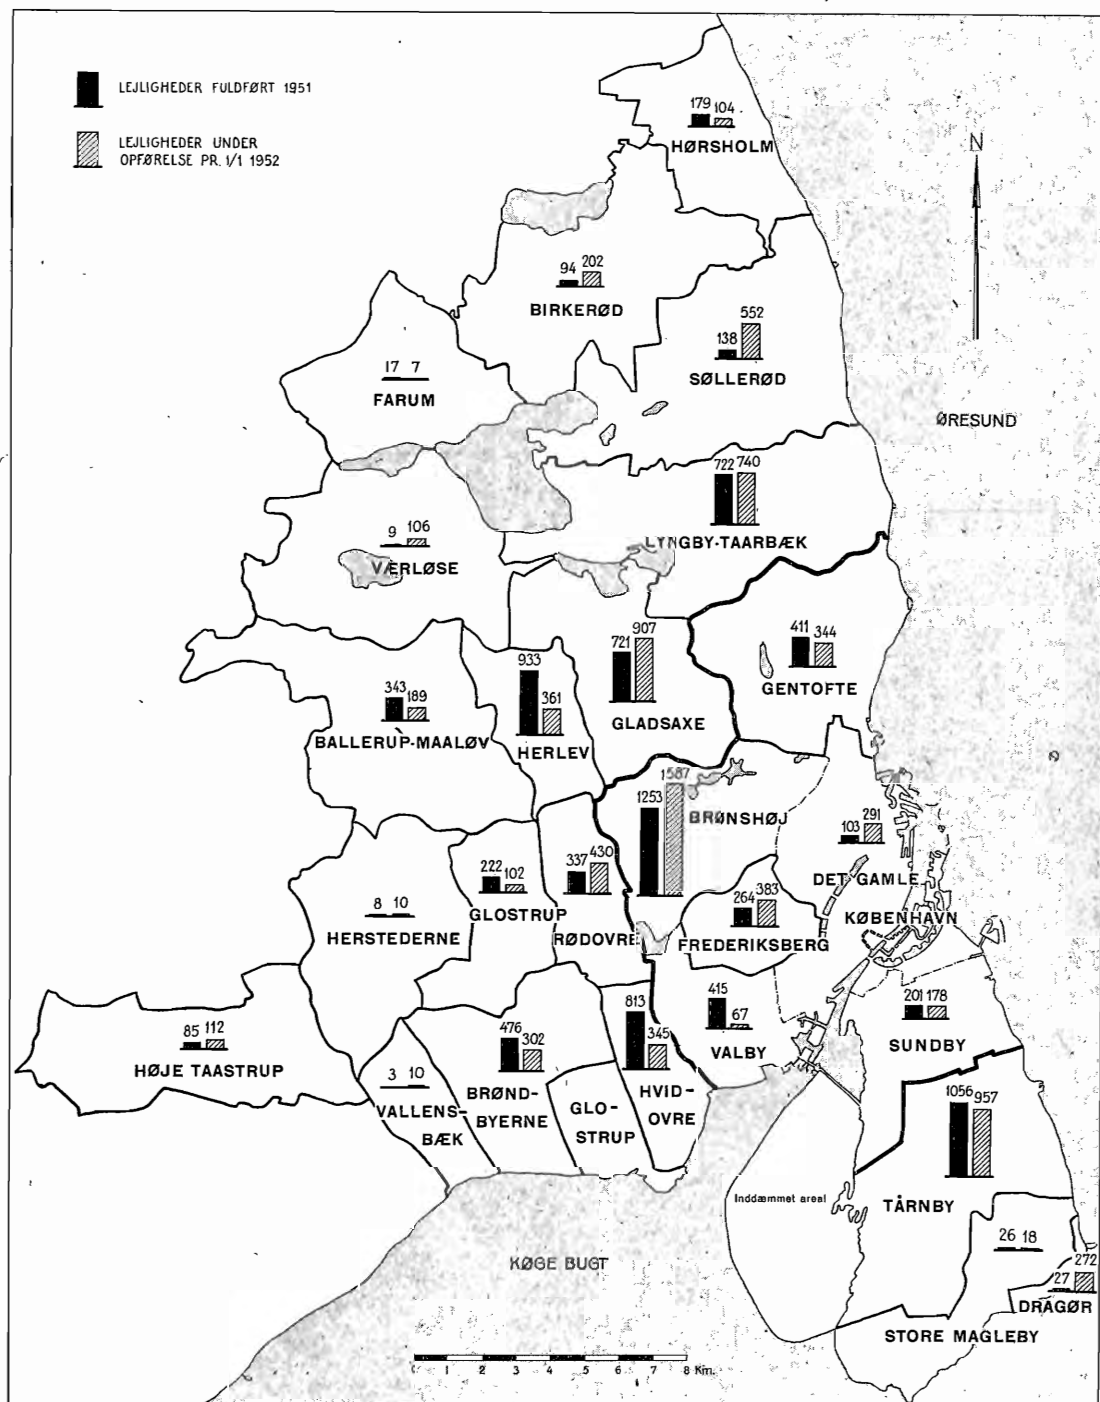 LEJLIGHEDER FULDFØRT 1951
LEJLIGHEDER UNDER
OPFØRELSE PR. 1/1 1952
N
179 104
HØRSHOLM
94 202
BIRKERØD
138 552
SØLLERØD
17 7
FARUM
ØRESUND
722 740
LYNGBY-TAARBÆK
9 106
VÆRLØSE
411 344
GENTOFTE
721 907
GLADSAXE
933 361
HERLEV
343 189
BALLERUP-MAALØV
1253 1587
BRØNSHØJ
103 291
DET GAMLE
KØBENHAVN
222 102
GLOSTRUP
337 430
RØDOVRE
264 383
FREDERIKSBERG
8 10
HERSTEDERNE
415 67
VALBY
201 178
SUNDBY
85 112
HØJE TAASTRUP
476 302
BRØND-
BYERNE
813 345
HVID-
OVRE
3 10
VALLENS-
BÆK
GLO-
STRUP
1056 957
TÅRNBY
Inddæmmet areal
26 18
27 272
DRAGØR
STORE MAGLEBY
KØGE BUGT
0 1 2 3 4 5 6 7 8 Km.